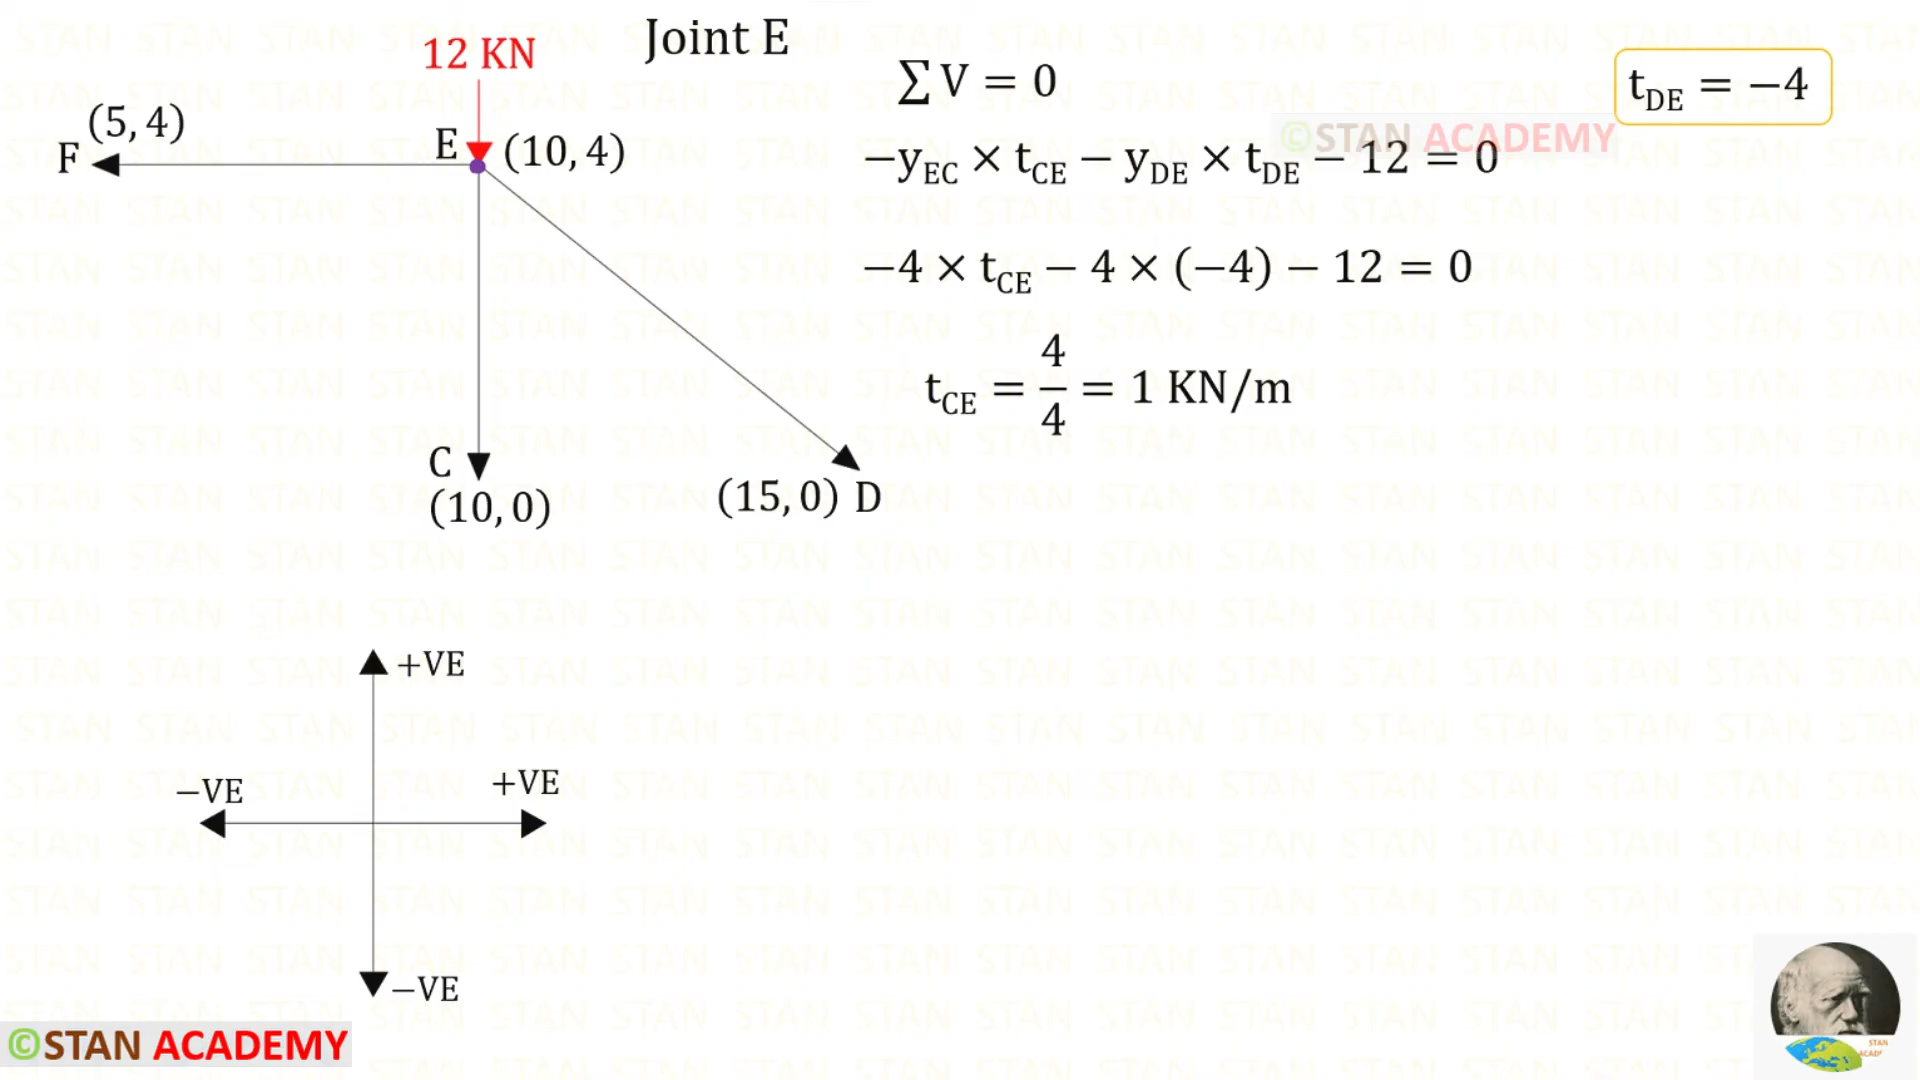 Joint E
12 KN
(5, 4)
F
E
(10, 4)
C
(10, 0)
(15, 0) D
∑ V = 0
−y_EC × t_CE − y_DE × t_DE − 12 = 0
−4 × t_CE − 4 × (−4) − 12 = 0
t_CE = 4/4 = 1 KN/m
t_DE = −4
©STAN ACADEMY
+VE
−VE
+VE
−VE
©STAN ACADEMY
STAN